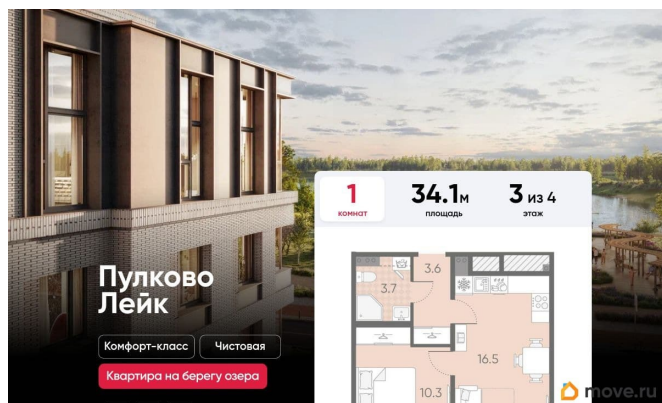 1
комнат
34.1м
площадь
3 из 4
этаж
Пулково
Лейк
Комфорт-класс
Чистовая
Квартира на берегу озера
3.7
3.6
16.5
10.3
move.ru